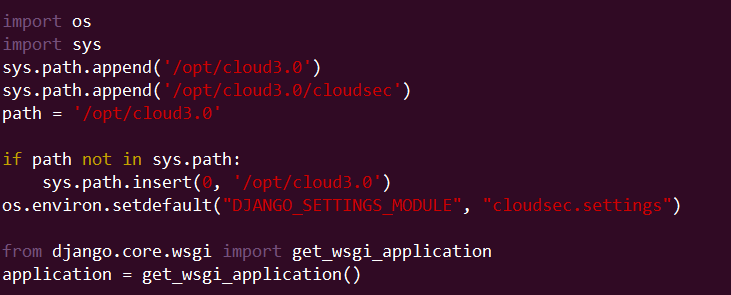 import os
import sys
sys.path.append('/opt/cloud3.0')
sys.path.append('/opt/cloud3.0/cloudsec')
path = '/opt/cloud3.0'

if path not in sys.path:
    sys.path.insert(0, '/opt/cloud3.0')
os.environ.setdefault("DJANGO_SETTINGS_MODULE", "cloudsec.settings")

from django.core.wsgi import get_wsgi_application
application = get_wsgi_application()